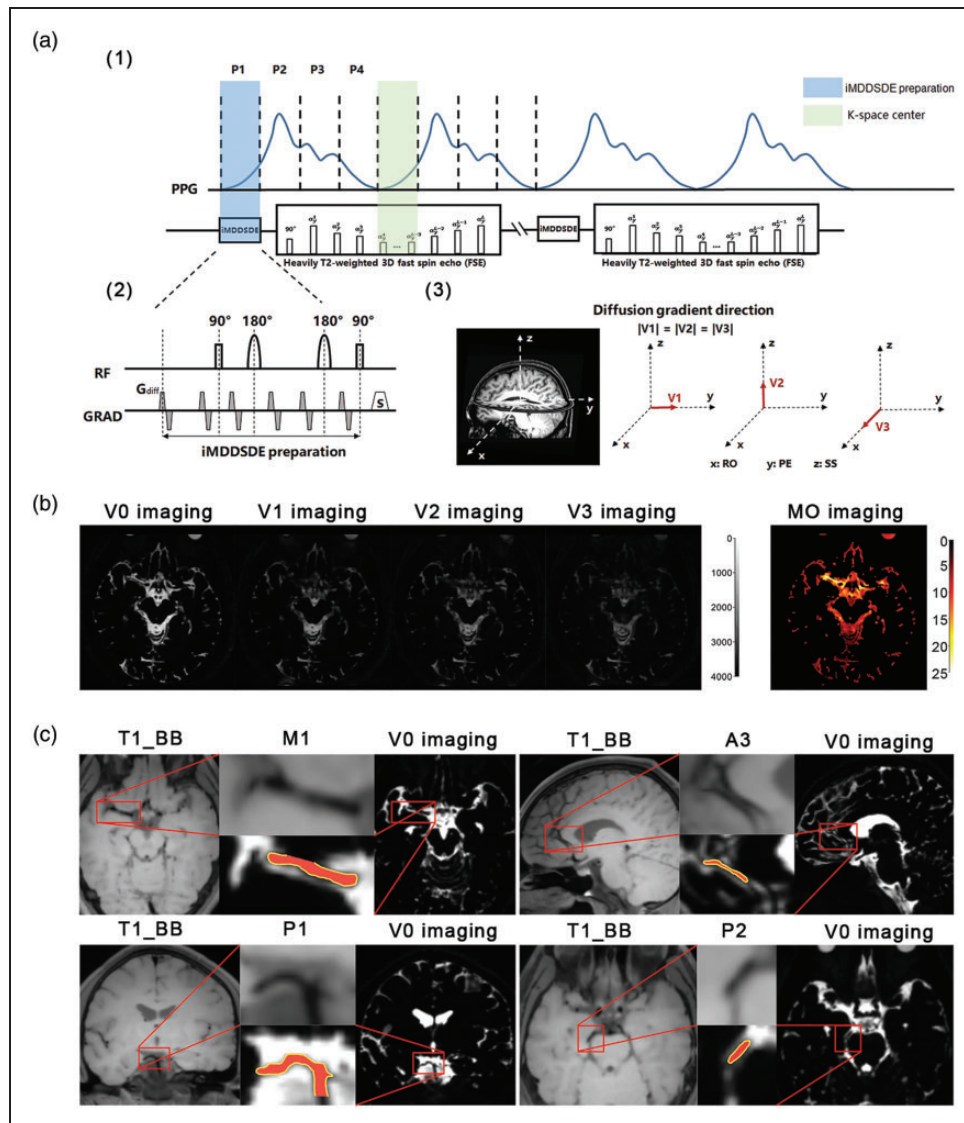 (a)
(1)
P1 P2 P3 P4
iMDDSDE preparation
K-space center
PPG
iMDDSDE
90°
iMDDSDE
90°
Heavily T2-weighted 3D fast spin echo (FSE)
Heavily T2-weighted 3D fast spin echo (FSE)
(2)
90° 180° 180° 90°
RF
Gdiff
GRAD
S
iMDDSDE preparation
(3)
Diffusion gradient direction
|V1| = |V2| = |V3|
z
y
x
z
V1
y
x
z
V2
y
x
z
y
V3
x
x: RO y: PE z: SS
(b)
V0 imaging V1 imaging V2 imaging V3 imaging MO imaging
0
1000
2000
3000
4000
0
5
10
15
20
25
(c)
T1_BB M1 V0 imaging T1_BB A3 V0 imaging
T1_BB P1 V0 imaging T1_BB P2 V0 imaging